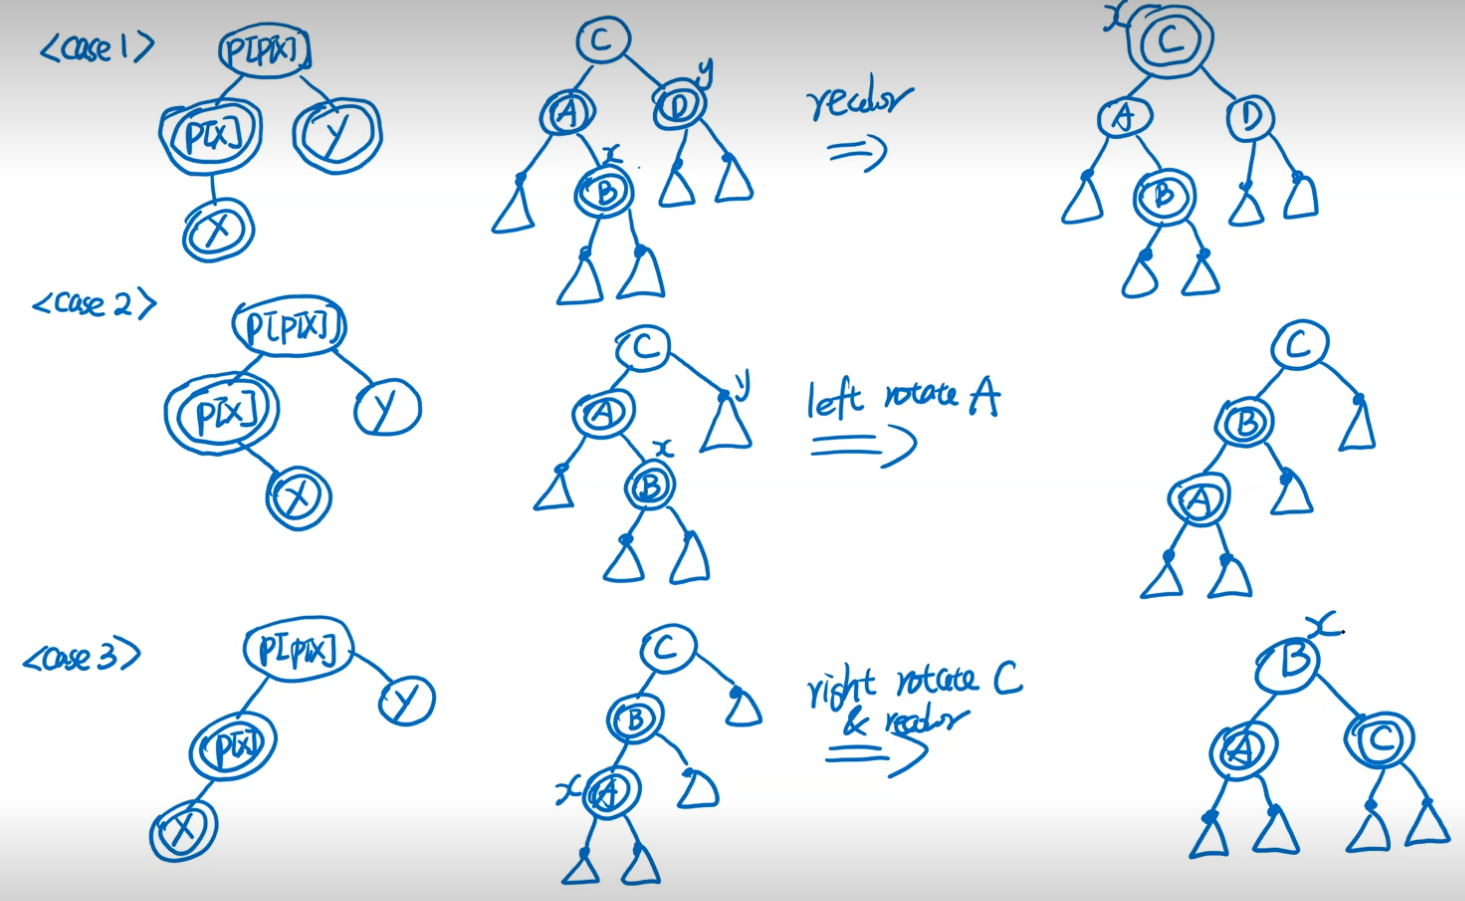 <case 1>
P[P[X]]
P[X]
Y
X
C
A
D
y
x
B
recolor
x
C
A
D
B
<case 2>
P[P[X]]
P[X]
Y
X
C
A
y
x
B
left rotate A
C
B
A
<case 3>
P[P[X]]
P[X]
Y
X
C
B
x
A
right rotate C
& recolor
x
B
A
C